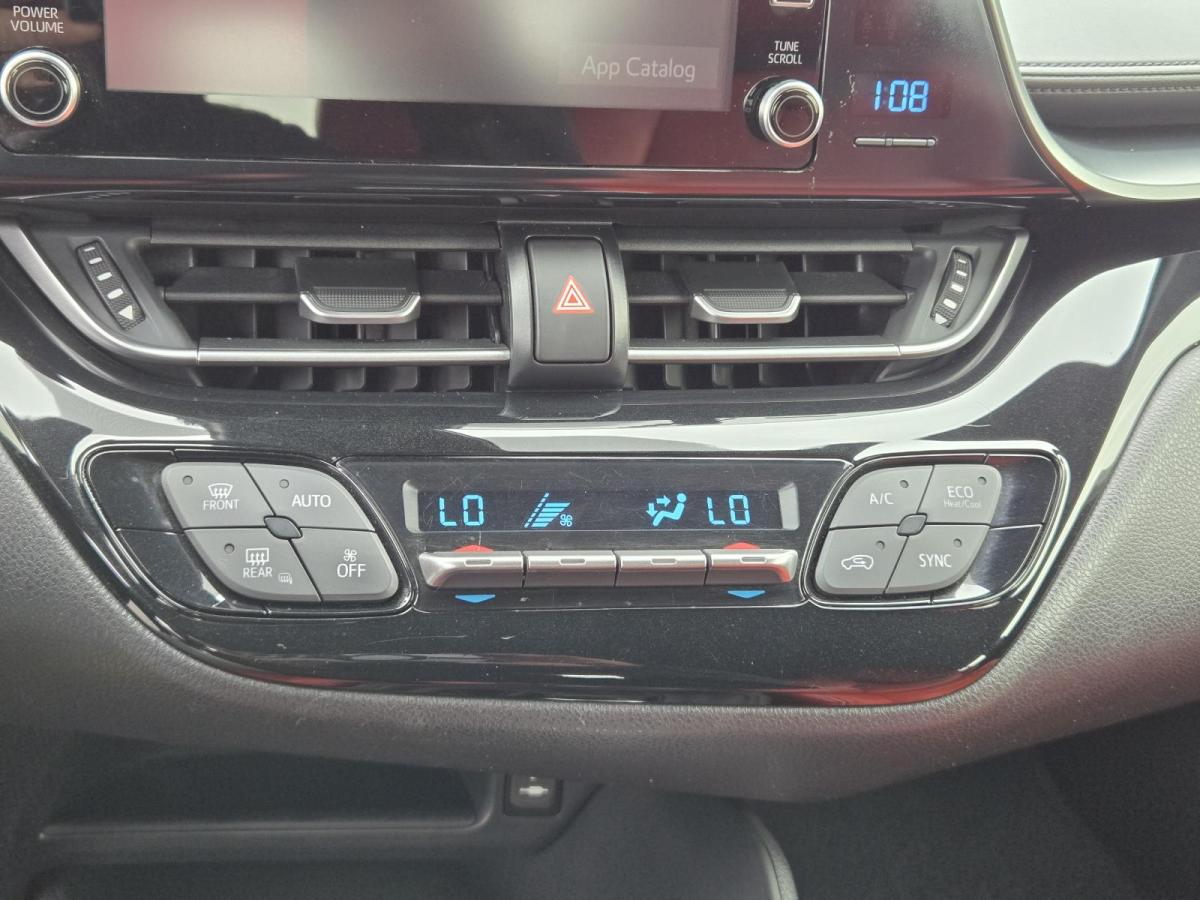 POWER
VOLUME
App Catalog
TUNE
SCROLL
1:08
FRONT
AUTO
REAR
OFF
LO
LO
A/C
ECO
Heat/Cool
SYNC